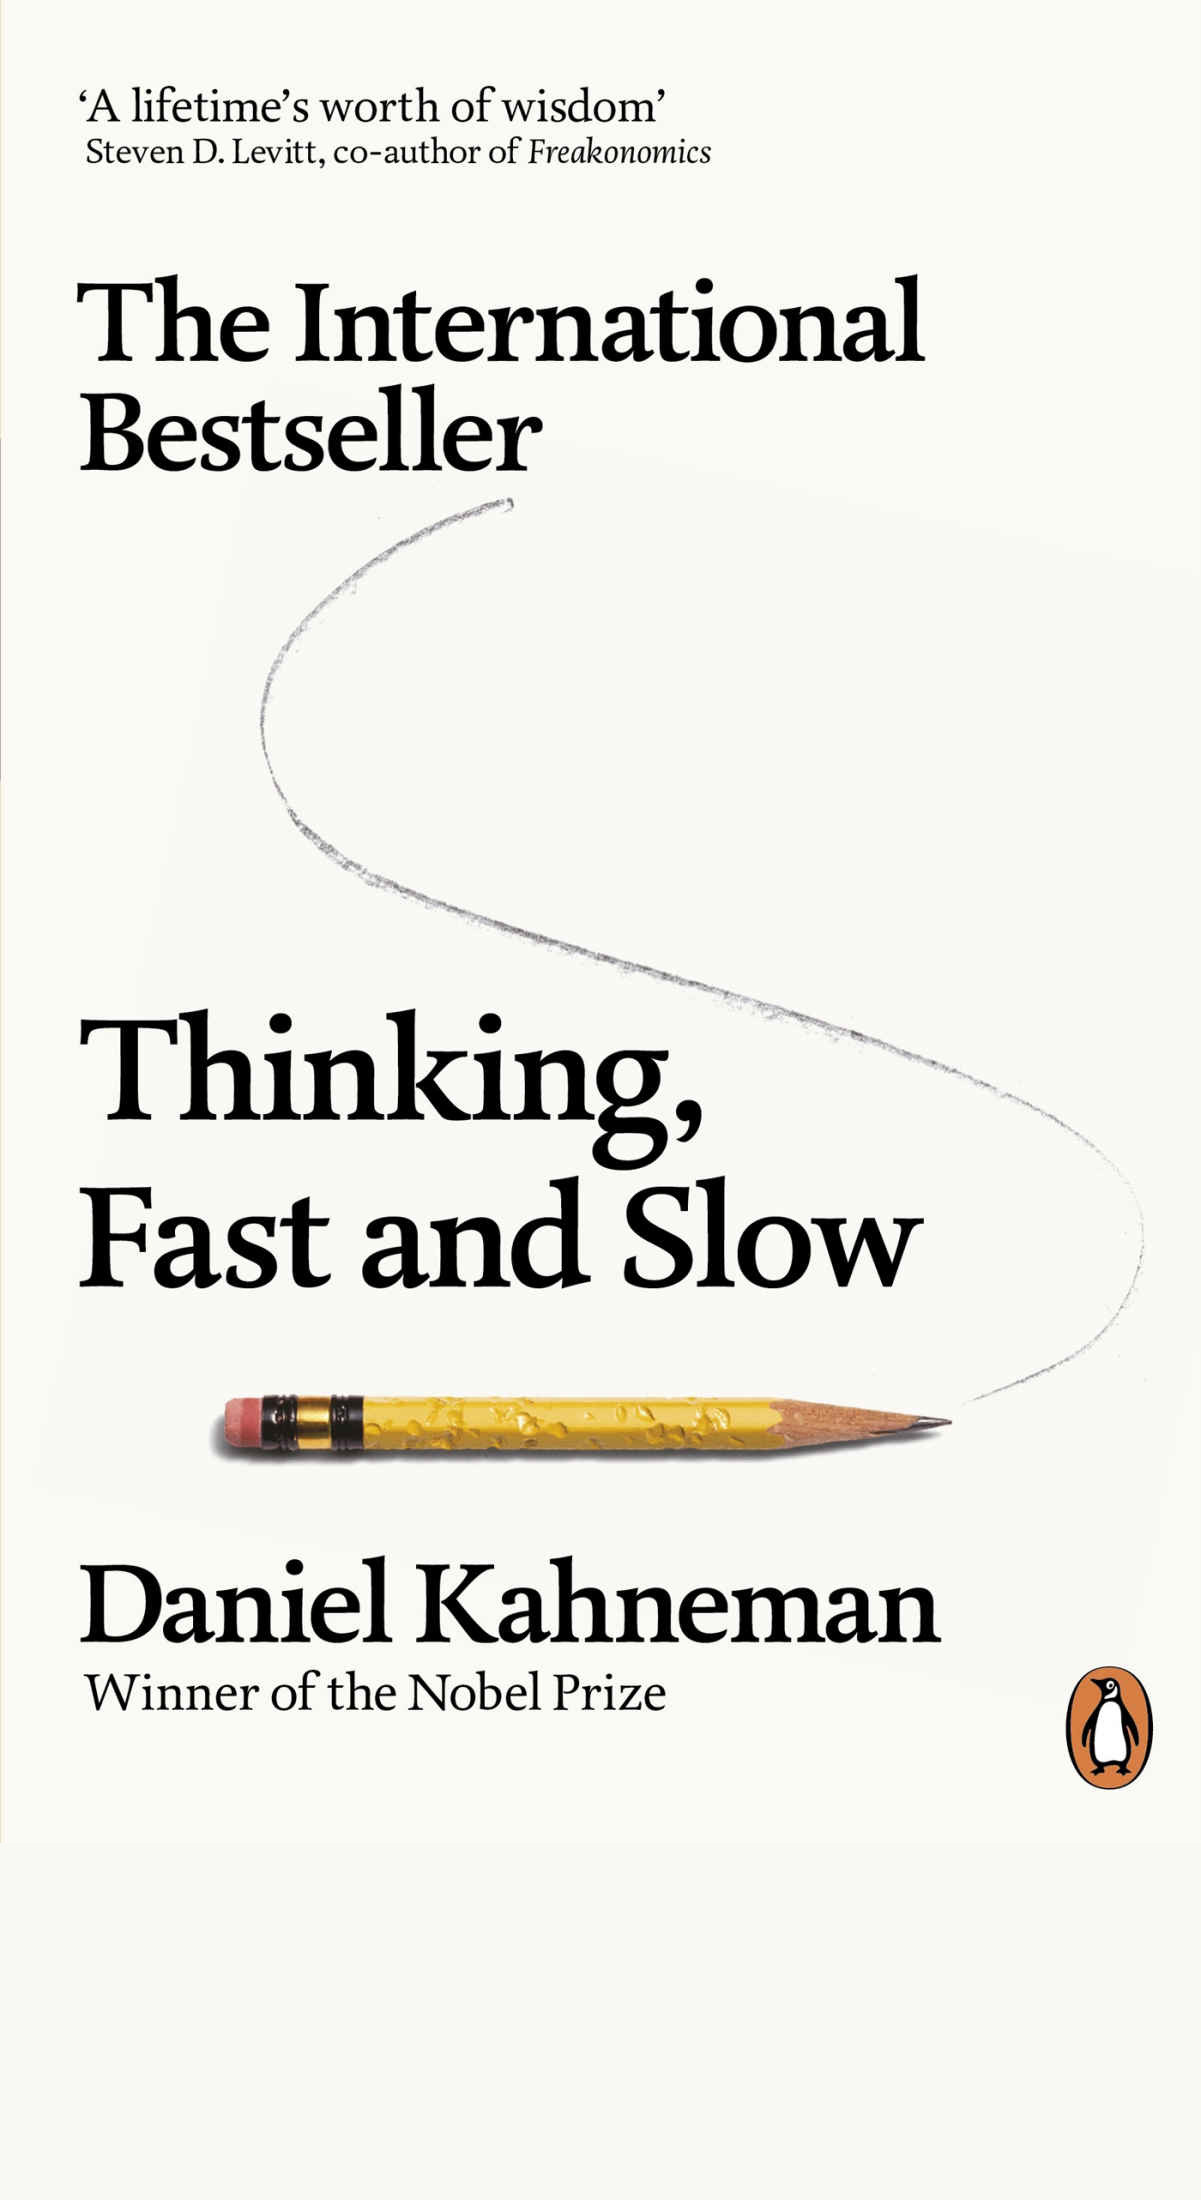 ‘A lifetime’s worth of wisdom’
Steven D. Levitt, co-author of Freakonomics
The International
Bestseller
Thinking,
Fast and Slow
Daniel Kahneman
Winner of the Nobel Prize